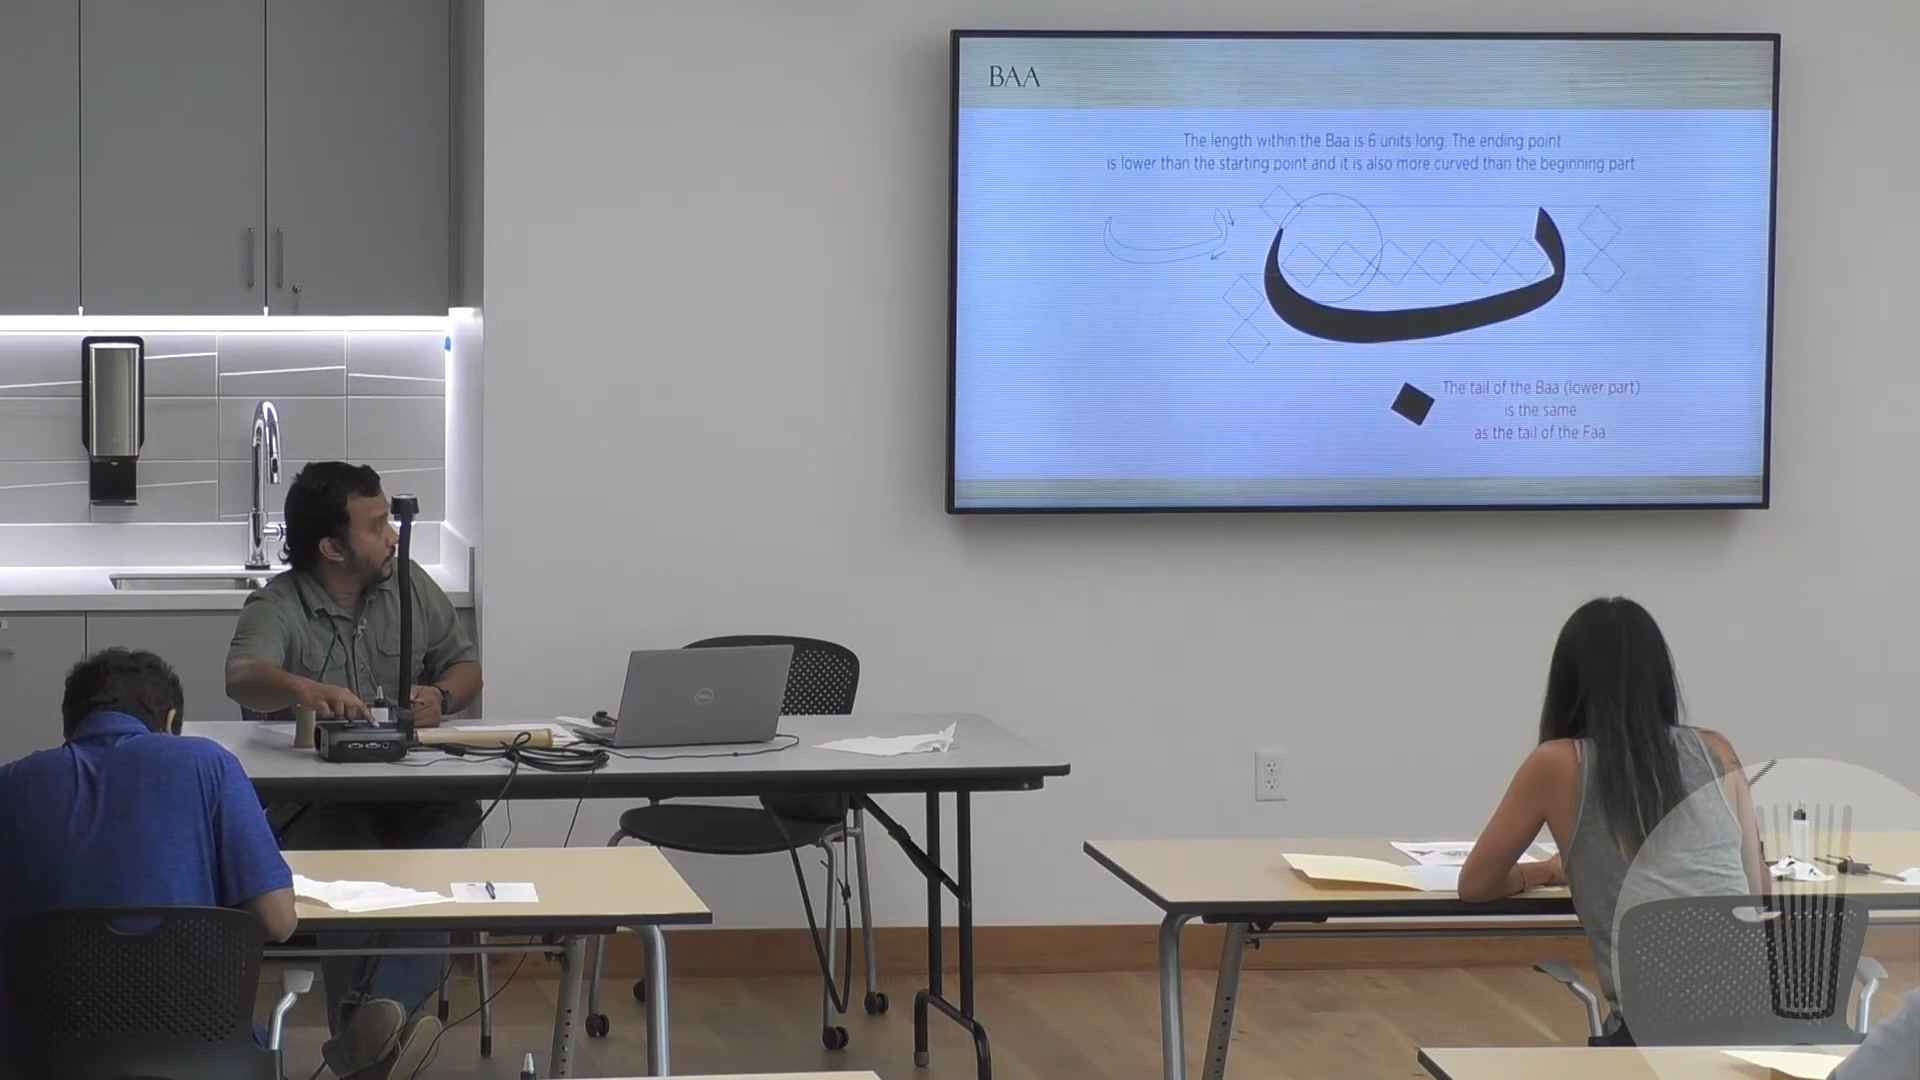 BAA
The length within the Baa is 6 units long. The ending point
is lower than the starting point and it is also more curved than the beginning part
ب
The tail of the Baa (lower part)
is the same
as the tail of the Faa
DELL